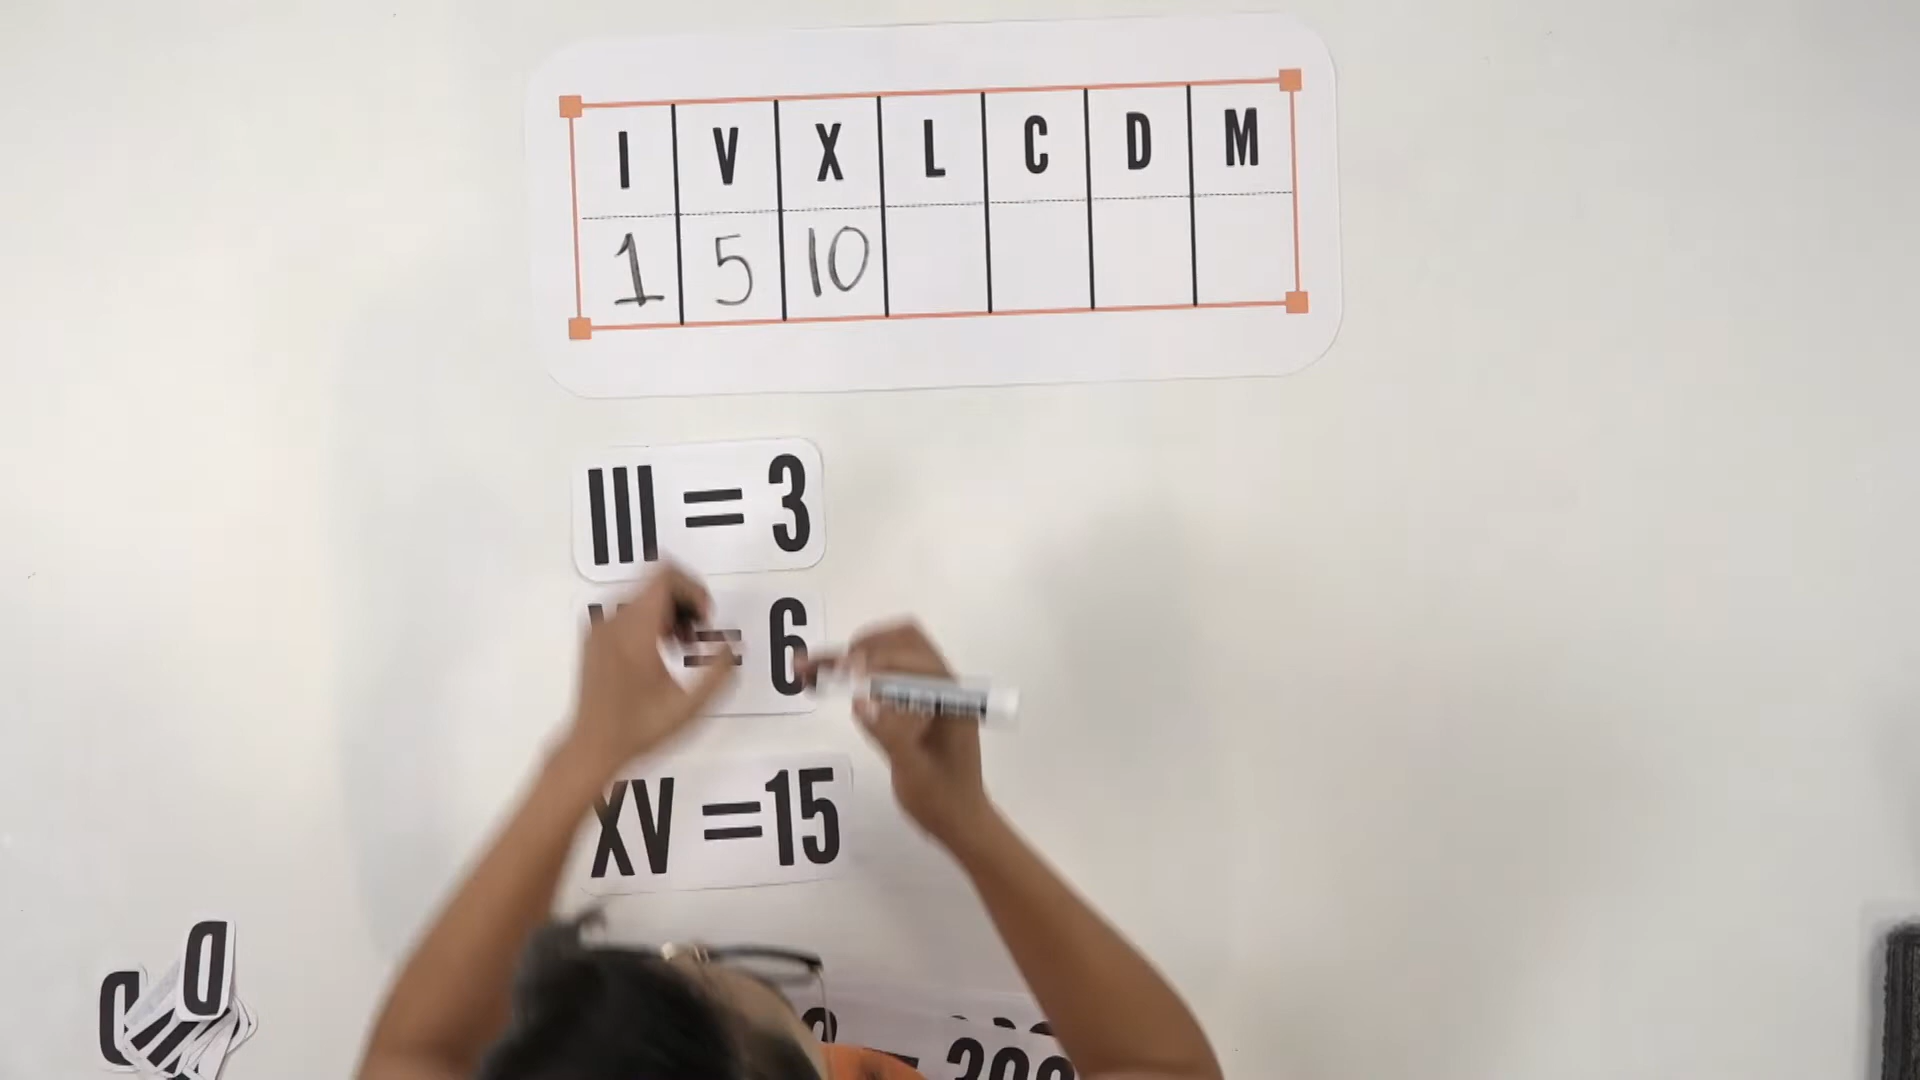 I V X L C D M
1 5 10
III = 3
= 6
XV = 15
D
D